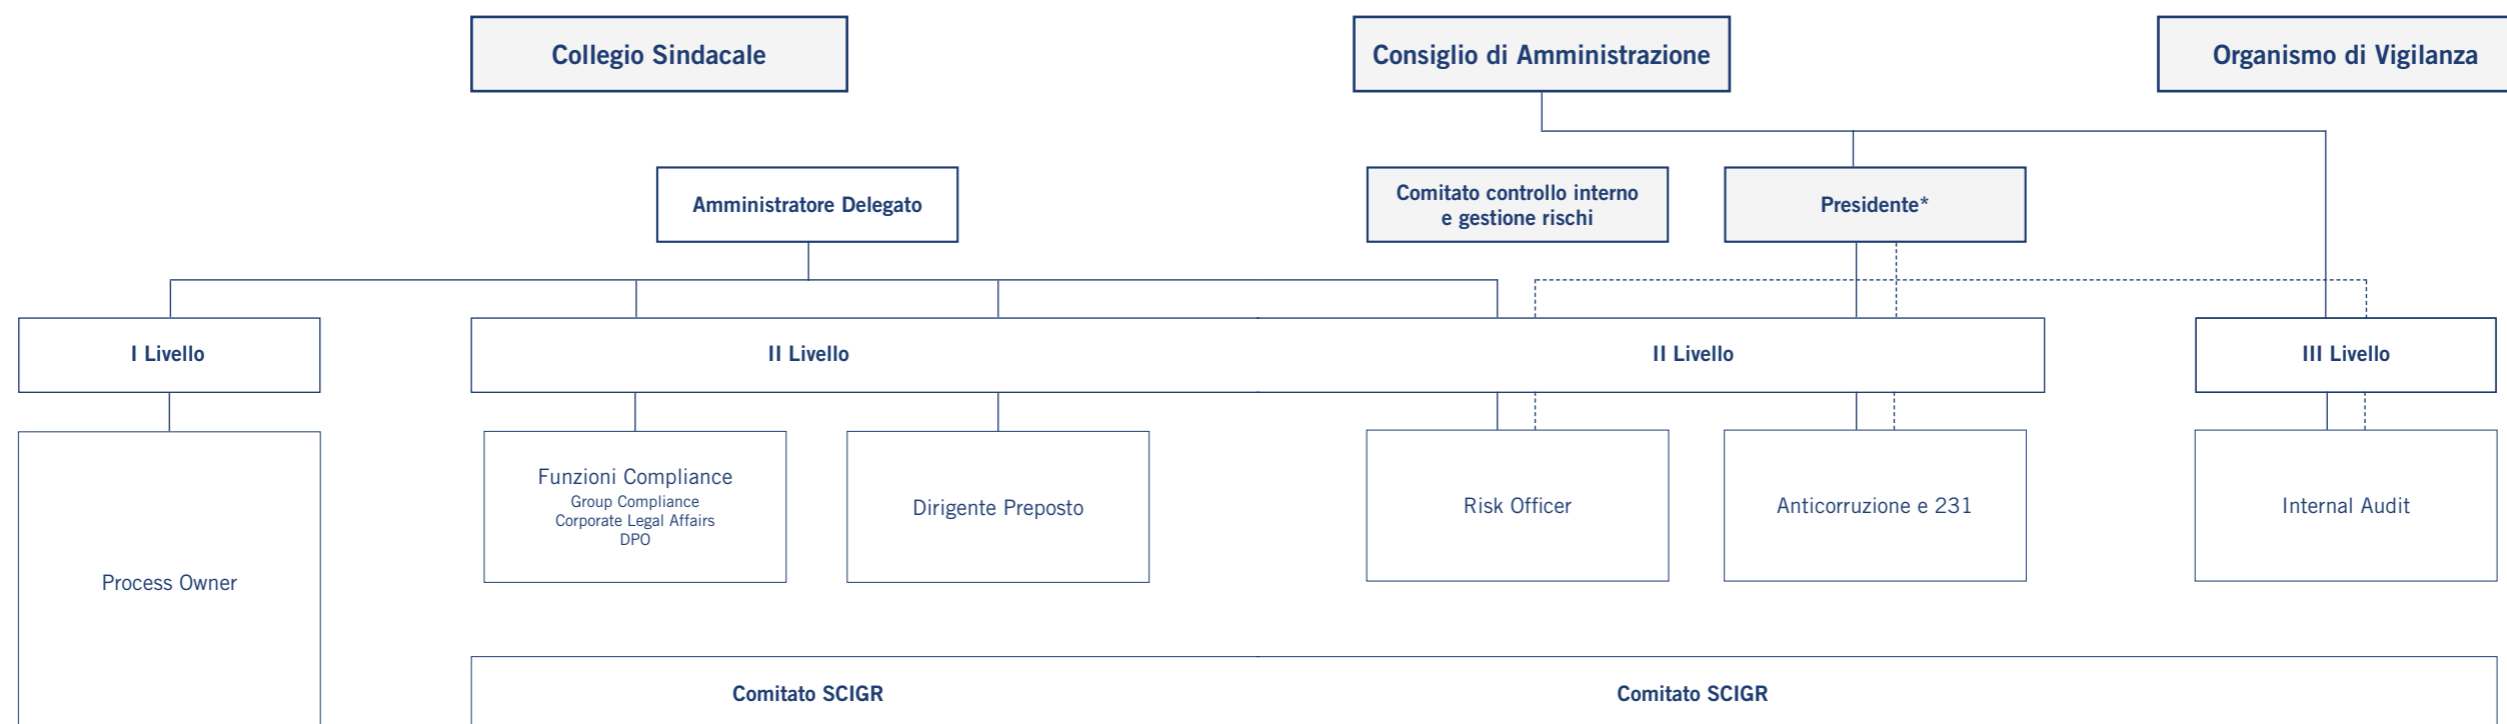 Collegio Sindacale
Consiglio di Amministrazione
Organismo di Vigilanza
Amministratore Delegato
Comitato controllo interno
e gestione rischi
Presidente*
I Livello
II Livello
II Livello
III Livello
Funzioni Compliance
Group Compliance
Corporate Legal Affairs
DPO
Dirigente Preposto
Risk Officer
Anticorruzione e 231
Internal Audit
Process Owner
Comitato SCIGR
Comitato SCIGR